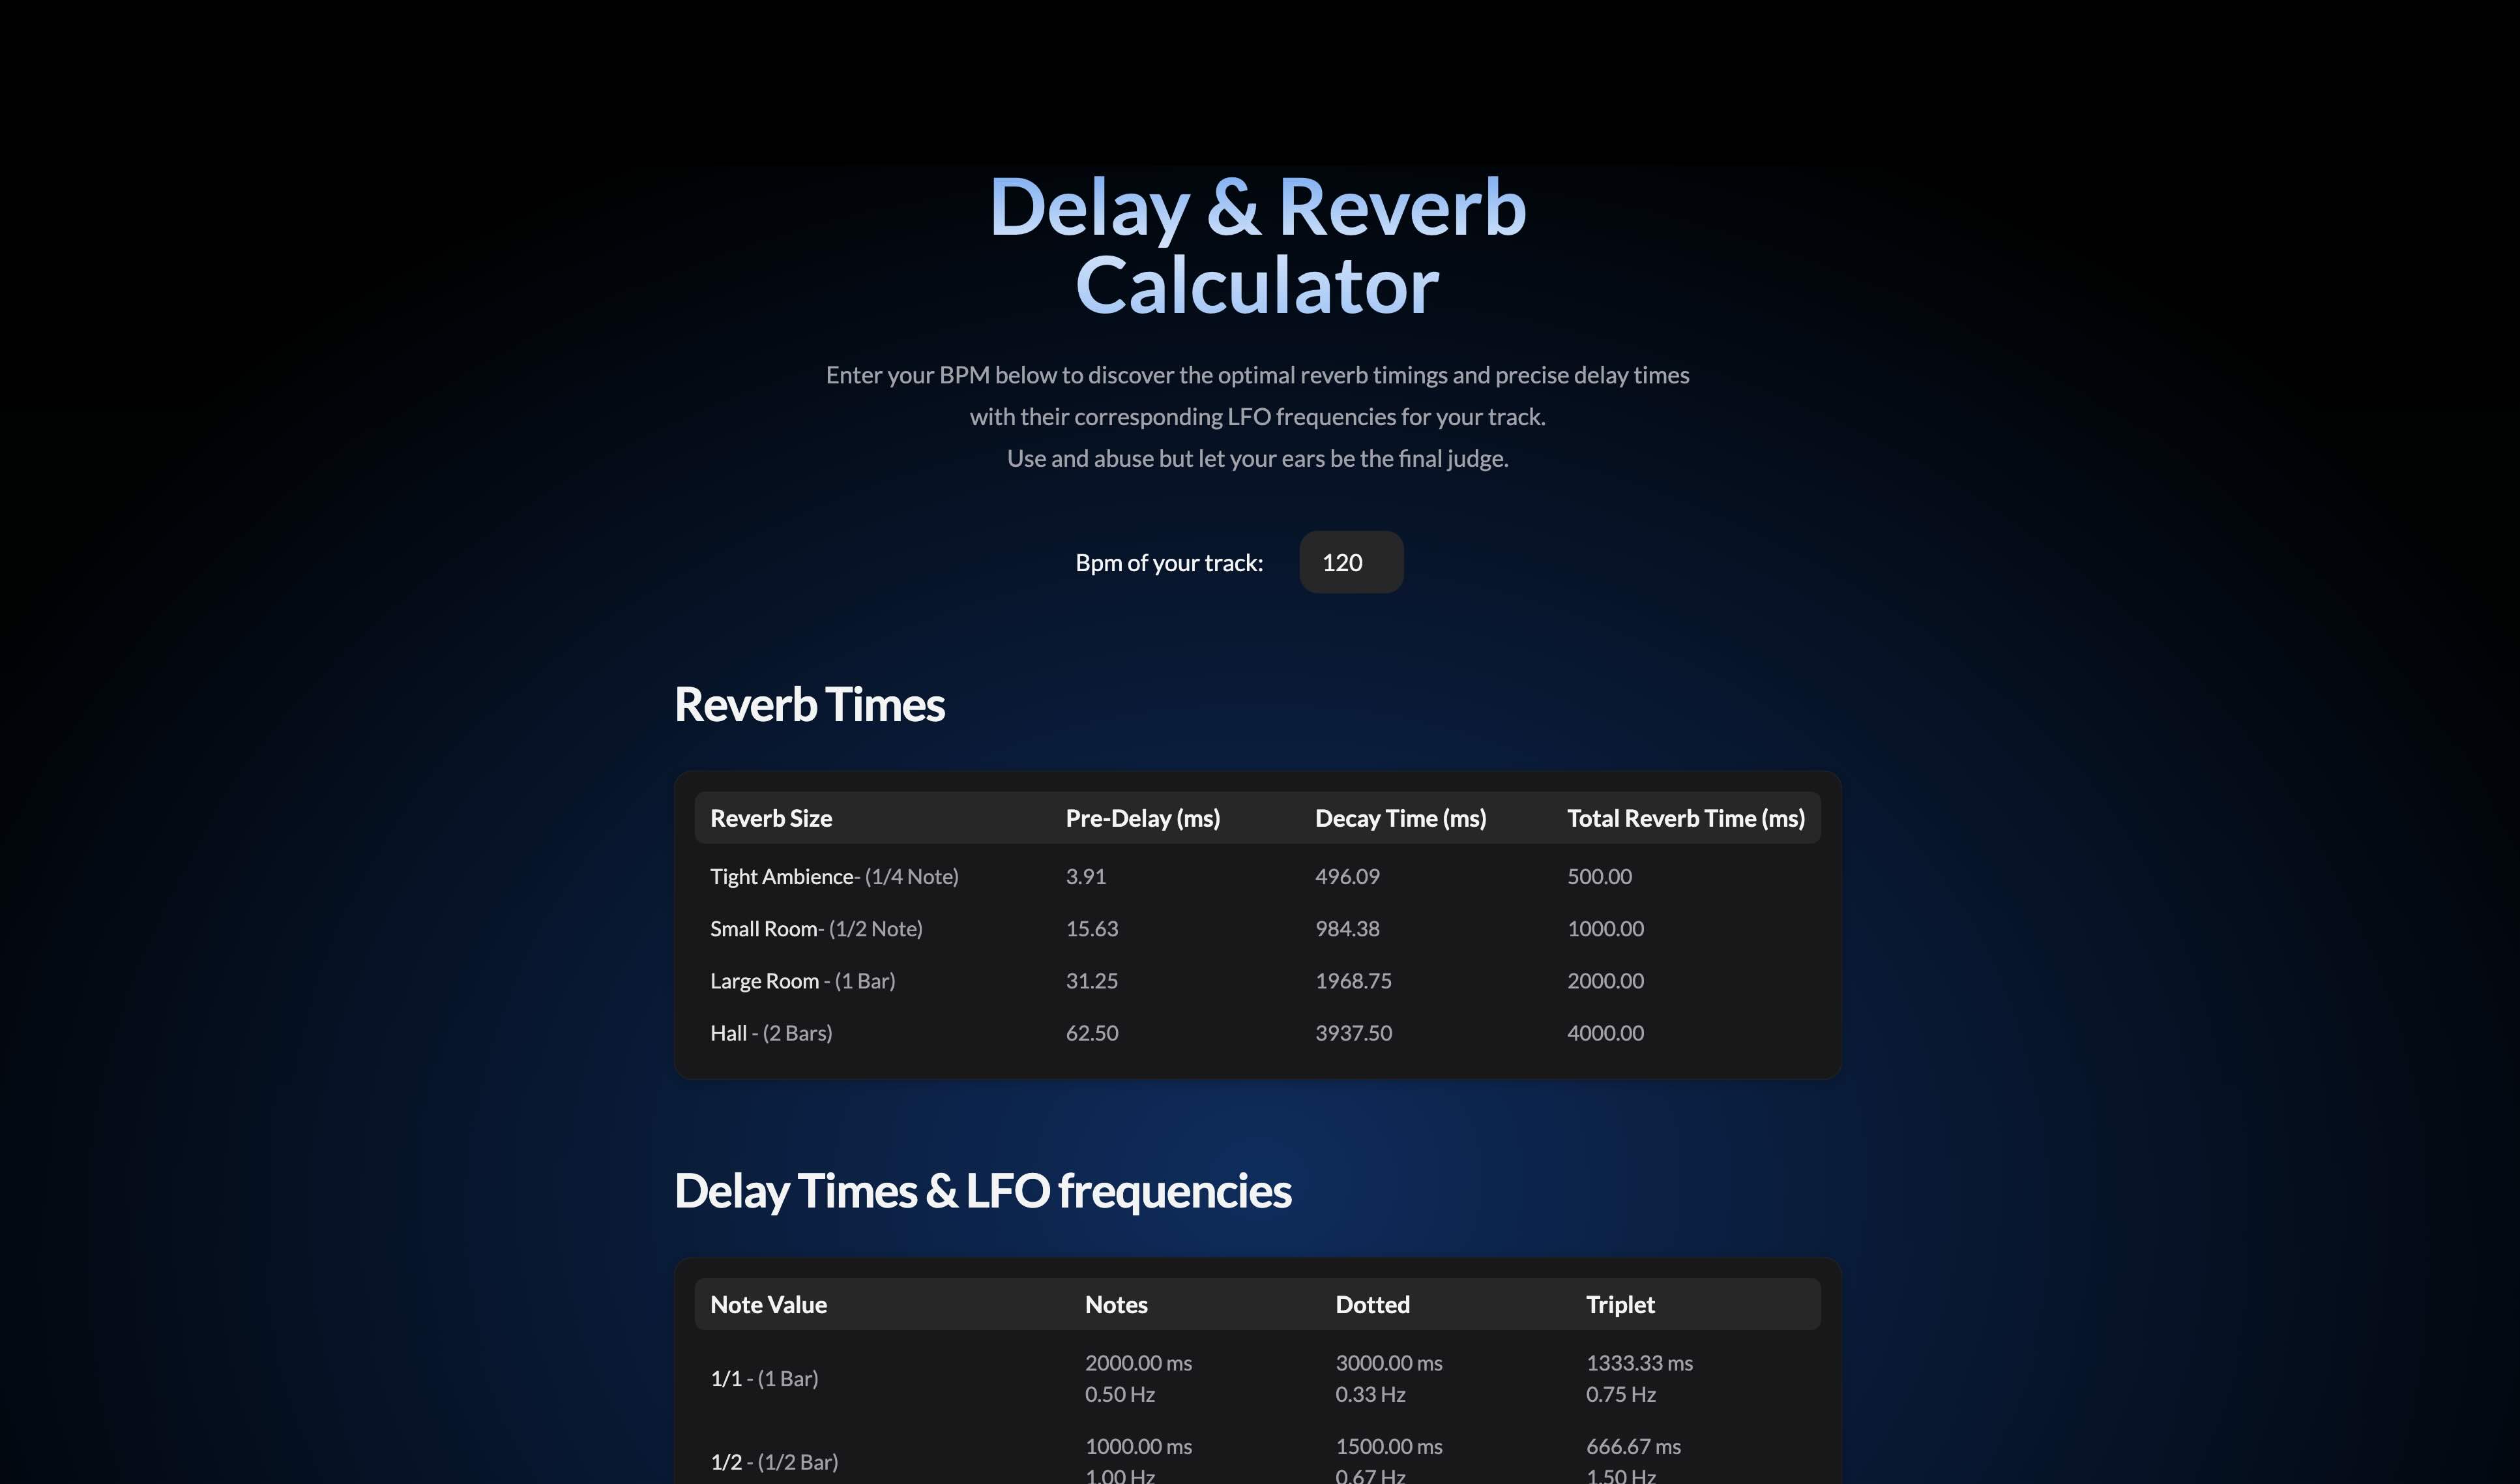 Delay & Reverb
Calculator
Enter your BPM below to discover the optimal reverb timings and precise delay times
with their corresponding LFO frequencies for your track.
Use and abuse but let your ears be the final judge.
Bpm of your track: 120
Reverb Times
Reverb Size Pre-Delay (ms) Decay Time (ms) Total Reverb Time (ms)
Tight Ambience- (1/4 Note) 3.91 496.09 500.00
Small Room- (1/2 Note) 15.63 984.38 1000.00
Large Room - (1 Bar) 31.25 1968.75 2000.00
Hall - (2 Bars) 62.50 3937.50 4000.00
Delay Times & LFO frequencies
Note Value Notes Dotted Triplet
1/1 - (1 Bar) 2000.00 ms 3000.00 ms 1333.33 ms
0.50 Hz 0.33 Hz 0.75 Hz
1/2 - (1/2 Bar) 1000.00 ms 1500.00 ms 666.67 ms
1.00 Hz 0.67 Hz 1.50 Hz